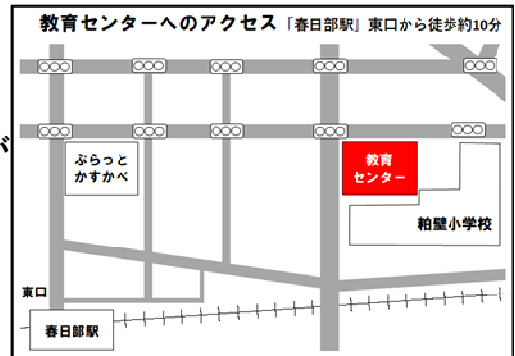 教育センターへのアクセス「春日部駅」東口から徒歩約10分
ぷらっと
かすかべ
教育
センター
粕壁小学校
東口
春日部駅
が